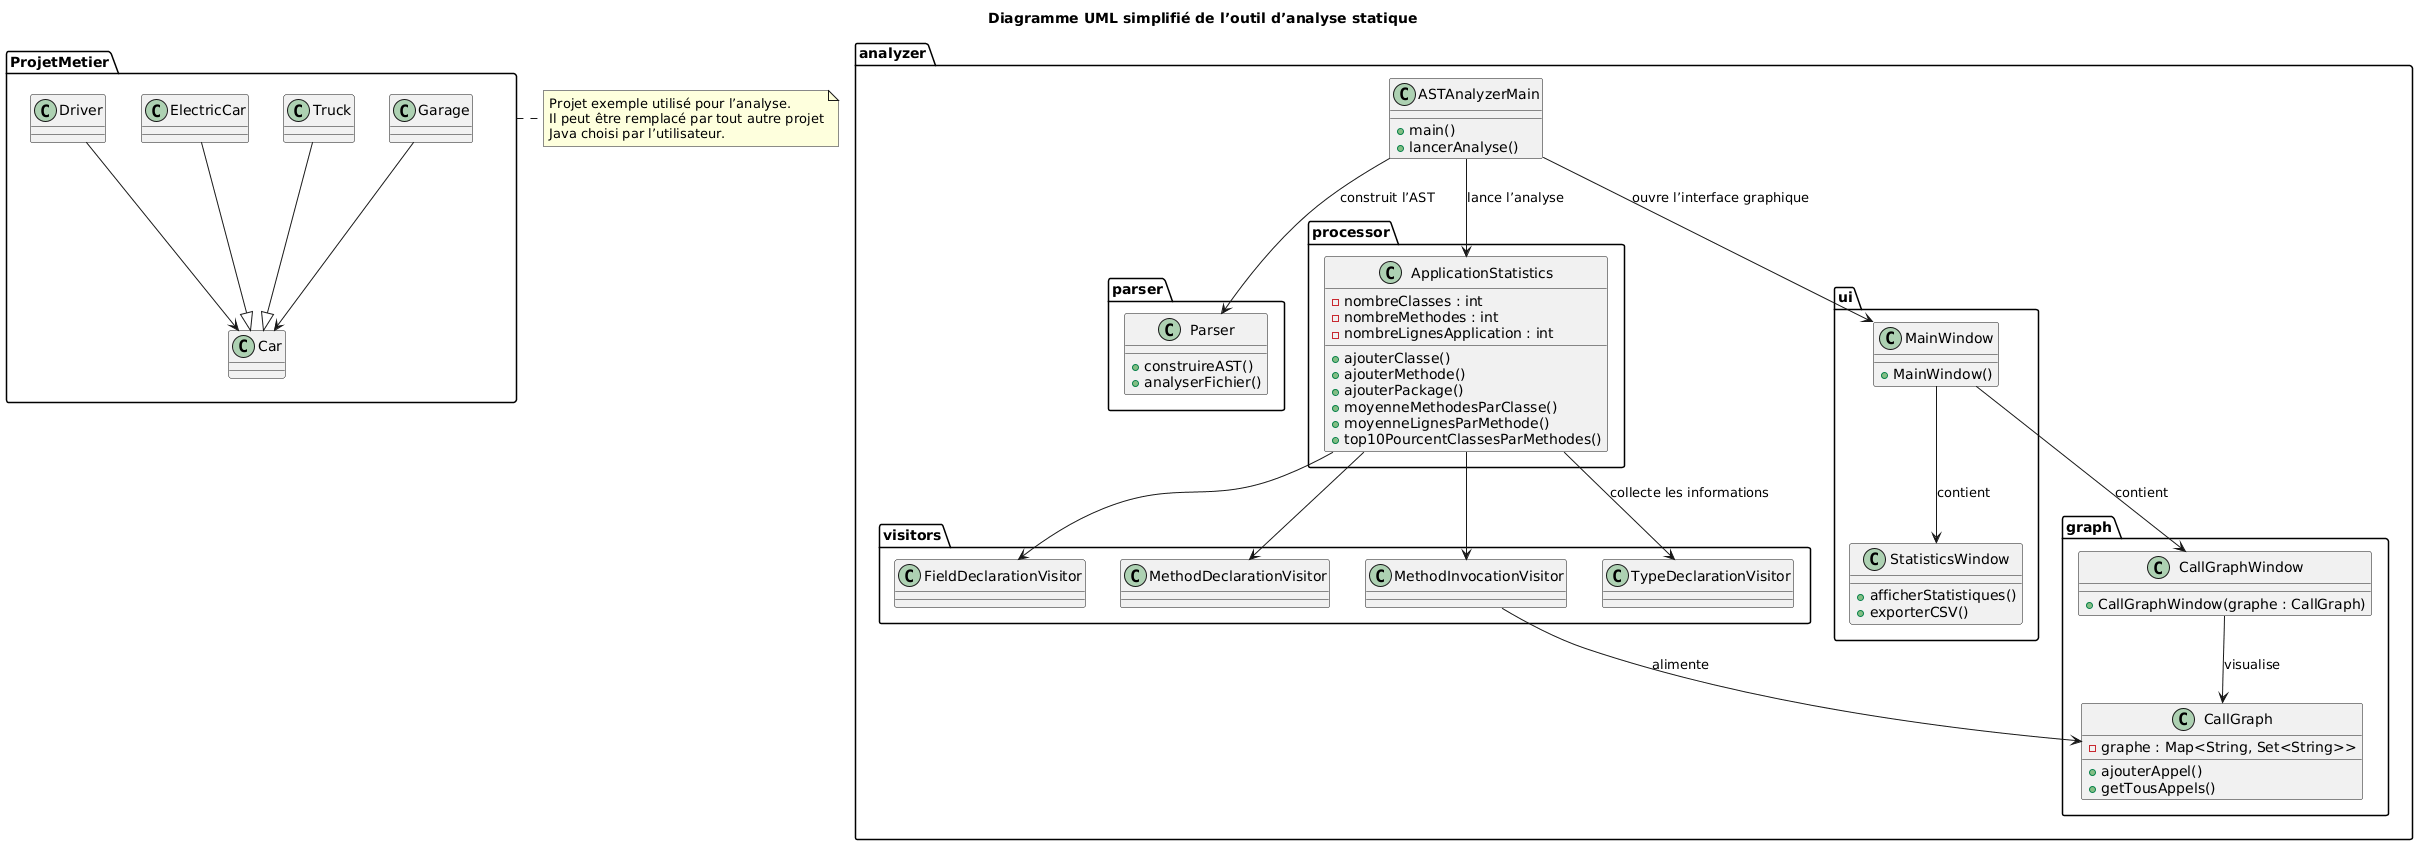 Diagramme UML simplifié de l’outil d’analyse statique
ProjetMetier
C Driver
C ElectricCar
C Truck
C Garage
C Car
Projet exemple utilisé pour l’analyse.
Il peut être remplacé par tout autre projet
Java choisi par l’utilisateur.
analyzer
C ASTAnalyzerMain
main()
lancerAnalyse()
construit l’AST
lance l’analyse
ouvre l’interface graphique
parser
C Parser
construireAST()
analyserFichier()
processor
C ApplicationStatistics
nombreClasses : int
nombreMethodes : int
nombreLignesApplication : int
ajouterClasse()
ajouterMethode()
ajouterPackage()
moyenneMethodesParClasse()
moyenneLignesParMethode()
top10PourcentClassesParMethodes()
ui
C MainWindow
MainWindow()
collecte les informations
contient
contient
visitors
C FieldDeclarationVisitor
C MethodDeclarationVisitor
C MethodInvocationVisitor
C TypeDeclarationVisitor
C StatisticsWindow
afficherStatistiques()
exporterCSV()
graph
C CallGraphWindow
CallGraphWindow(graphe : CallGraph)
alimente
visualise
C CallGraph
graphe : Map<String, Set<String>>
ajouterAppel()
getTousAppels()